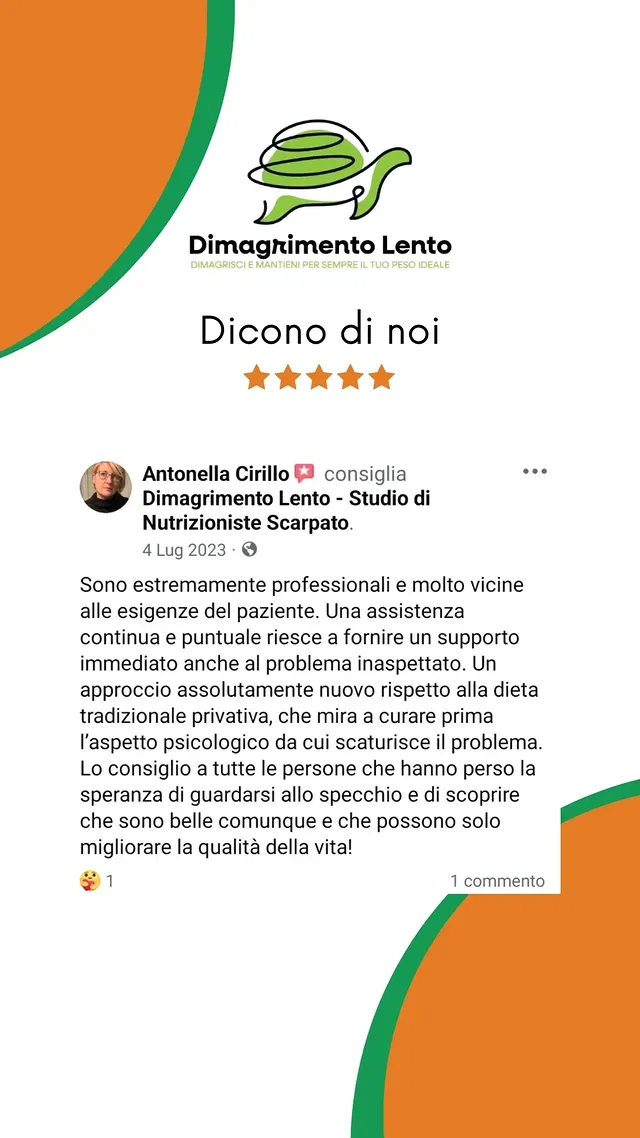 Dimagrimento Lento
DIMAGRISCI E MANTIENI PER SEMPRE IL TUO PESO IDEALE
Dicono di noi
Antonella Cirillo consiglia
Dimagrimento Lento - Studio di
Nutrizioniste Scarpato.
4 Lug 2023 ·
Sono estremamente professionali e molto vicine
alle esigenze del paziente. Una assistenza
continua e puntuale riesce a fornire un supporto
immediato anche al problema inaspettato. Un
approccio assolutamente nuovo rispetto alla dieta
tradizionale privativa, che mira a curare prima
l’aspetto psicologico da cui scaturisce il problema.
Lo consiglio a tutte le persone che hanno perso la
speranza di guardarsi allo specchio e di scoprire
che sono belle comunque e che possono solo
migliorare la qualità della vita!
1
1 commento